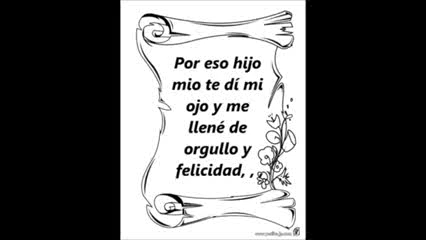 Por eso hijo
mio te dí mi
ojo y me
llené de
orgullo y
felicidad, ,